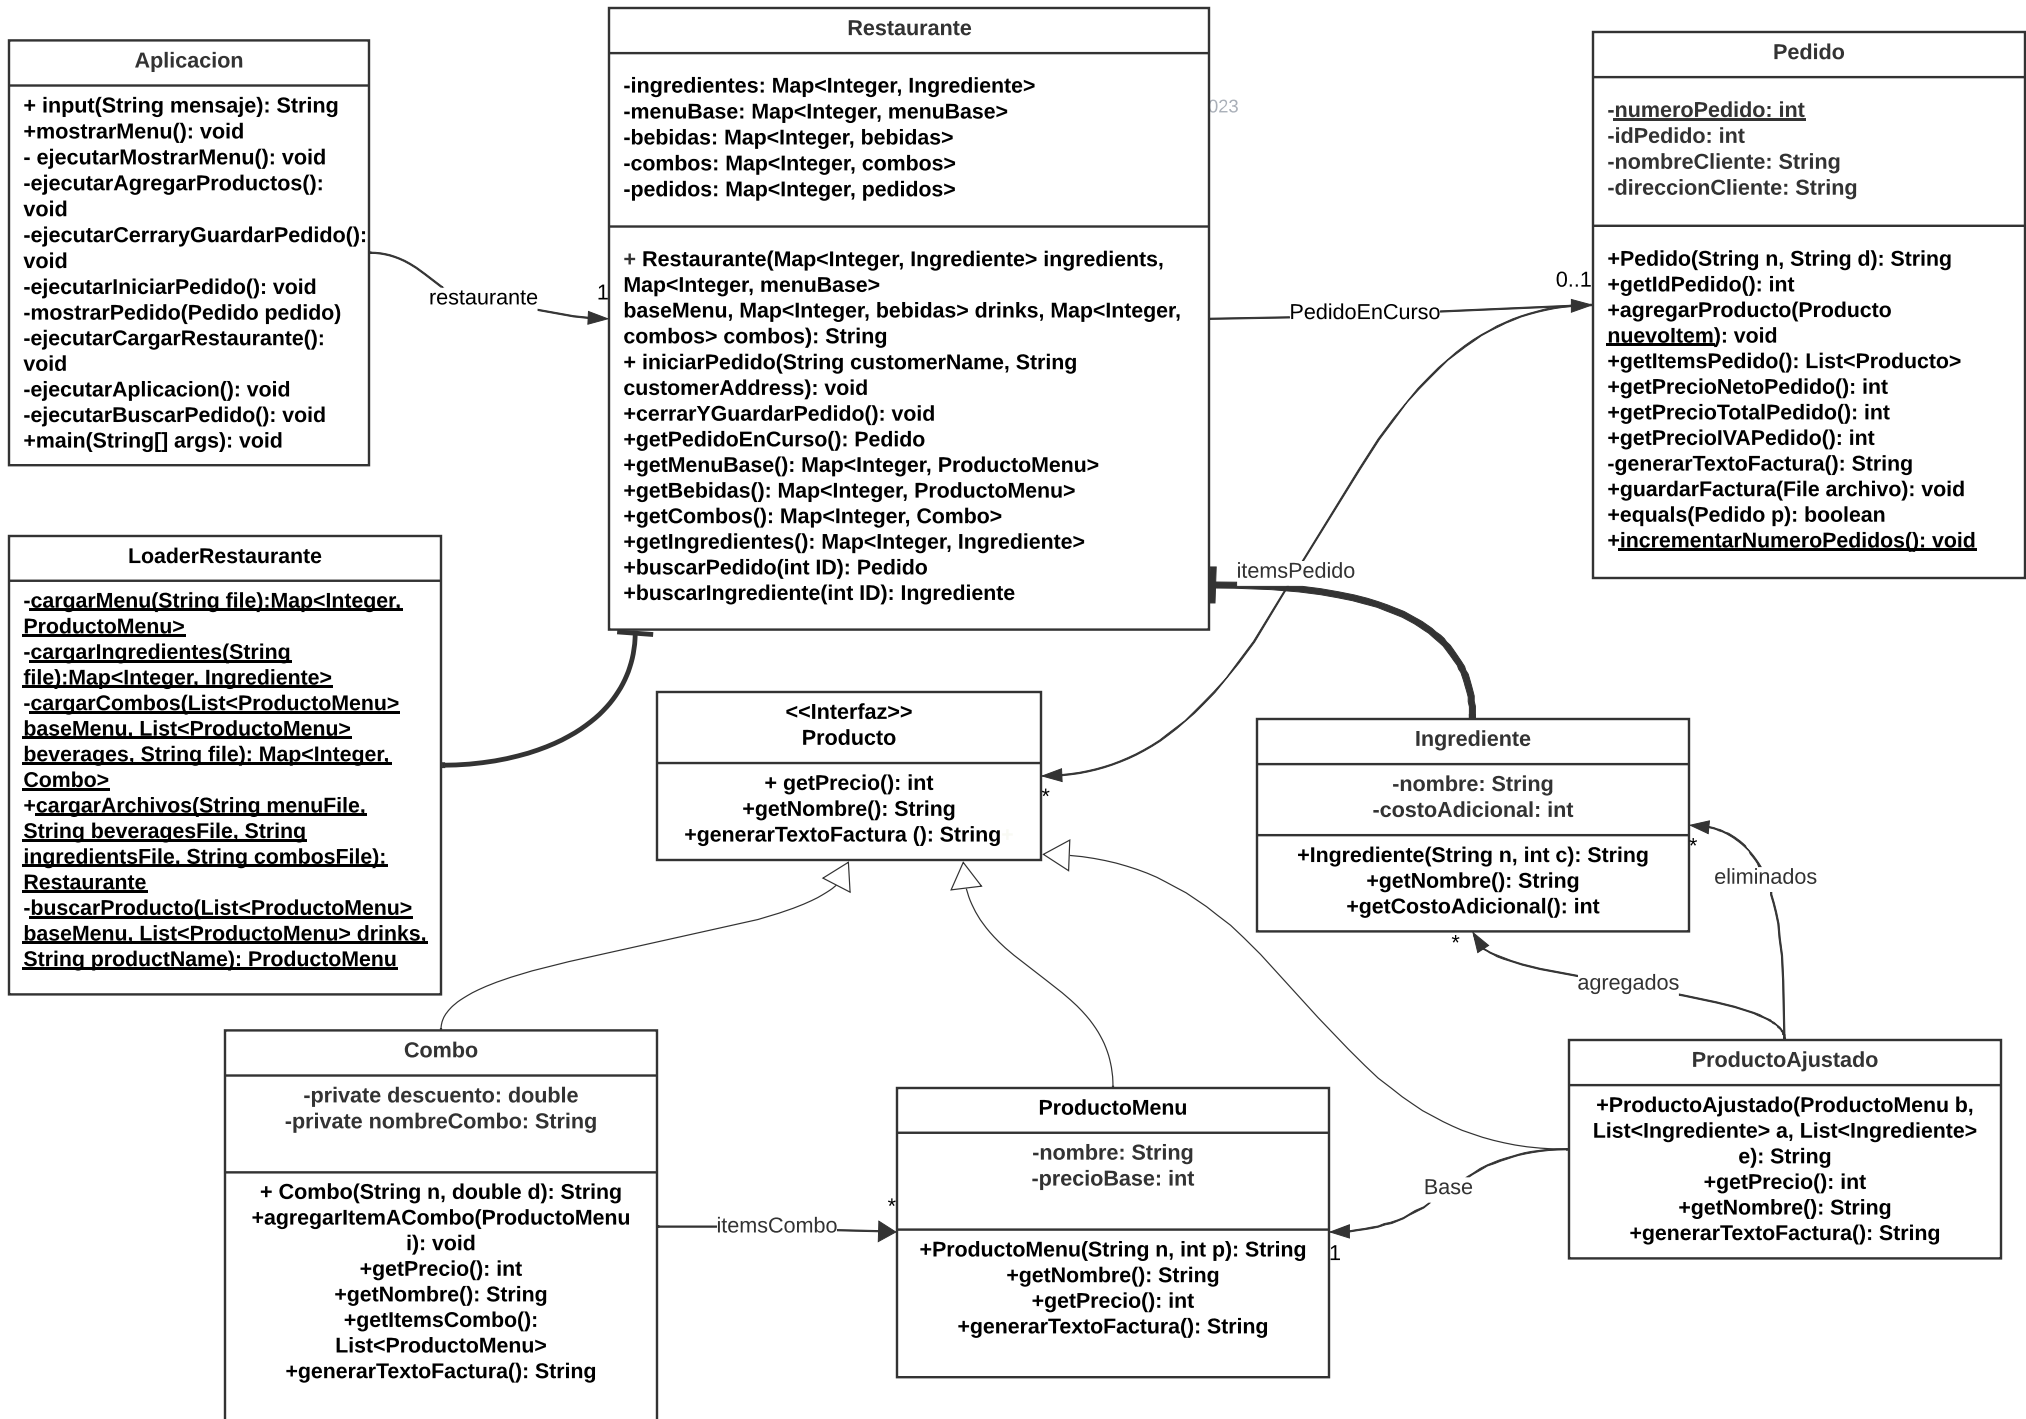 Aplicacion
+ input(String mensaje): String
+mostrarMenu(): void
- ejecutarMostrarMenu(): void
-ejecutarAgregarProductos():
void
-ejecutarCerraryGuardarPedido():
void
-ejecutarIniciarPedido(): void
-mostrarPedido(Pedido pedido)
-ejecutarCargarRestaurante():
void
-ejecutarAplicacion(): void
-ejecutarBuscarPedido(): void
+main(String[] args): void
restaurante
1
Restaurante
-ingredientes: Map<Integer, Ingrediente>
-menuBase: Map<Integer, menuBase>
-bebidas: Map<Integer, bebidas>
-combos: Map<Integer, combos>
-pedidos: Map<Integer, pedidos>
+ Restaurante(Map<Integer, Ingrediente> ingredients,
Map<Integer, menuBase>
baseMenu, Map<Integer, bebidas> drinks, Map<Integer,
combos> combos): String
+ iniciarPedido(String customerName, String
customerAddress): void
+cerrarYGuardarPedido(): void
+getPedidoEnCurso(): Pedido
+getMenuBase(): Map<Integer, ProductoMenu>
+getBebidas(): Map<Integer, ProductoMenu>
+getCombos(): Map<Integer, Combo>
+getIngredientes(): Map<Integer, Ingrediente>
+buscarPedido(int ID): Pedido
+buscarIngrediente(int ID): Ingrediente
023
PedidoEnCurso
0..1
Pedido
-numeroPedido: int
-idPedido: int
-nombreCliente: String
-direccionCliente: String
+Pedido(String n, String d): String
+getIdPedido(): int
+agregarProducto(Producto
nuevoItem): void
+getItemsPedido(): List<Producto>
+getPrecioNetoPedido(): int
+getPrecioTotalPedido(): int
+getPrecioIVAPedido(): int
-generarTextoFactura(): String
+guardarFactura(File archivo): void
+equals(Pedido p): boolean
+incrementarNumeroPedidos(): void
LoaderRestaurante
-cargarMenu(String file):Map<Integer,
ProductoMenu>
-cargarIngredientes(String
file):Map<Integer, Ingrediente>
-cargarCombos(List<ProductoMenu>
baseMenu, List<ProductoMenu>
beverages, String file): Map<Integer,
Combo>
+cargarArchivos(String menuFile,
String beveragesFile, String
ingredientsFile, String combosFile):
Restaurante
-buscarProducto(List<ProductoMenu>
baseMenu, List<ProductoMenu> drinks,
String productName): ProductoMenu
itemsPedido
*
<<Interfaz>>
Producto
+ getPrecio(): int
+getNombre(): String
+generarTextoFactura (): String
Ingrediente
-nombre: String
-costoAdicional: int
+Ingrediente(String n, int c): String
+getNombre(): String
+getCostoAdicional(): int
*
eliminados
*
agregados
Combo
-private descuento: double
-private nombreCombo: String
+ Combo(String n, double d): String
+agregarItemACombo(ProductoMenu
i): void
+getPrecio(): int
+getNombre(): String
+getItemsCombo():
List<ProductoMenu>
+generarTextoFactura(): String
itemsCombo
*
ProductoMenu
-nombre: String
-precioBase: int
+ProductoMenu(String n, int p): String
+getNombre(): String
+getPrecio(): int
+generarTextoFactura(): String
Base
1
ProductoAjustado
+ProductoAjustado(ProductoMenu b,
List<Ingrediente> a, List<Ingrediente>
e): String
+getPrecio(): int
+getNombre(): String
+generarTextoFactura(): String